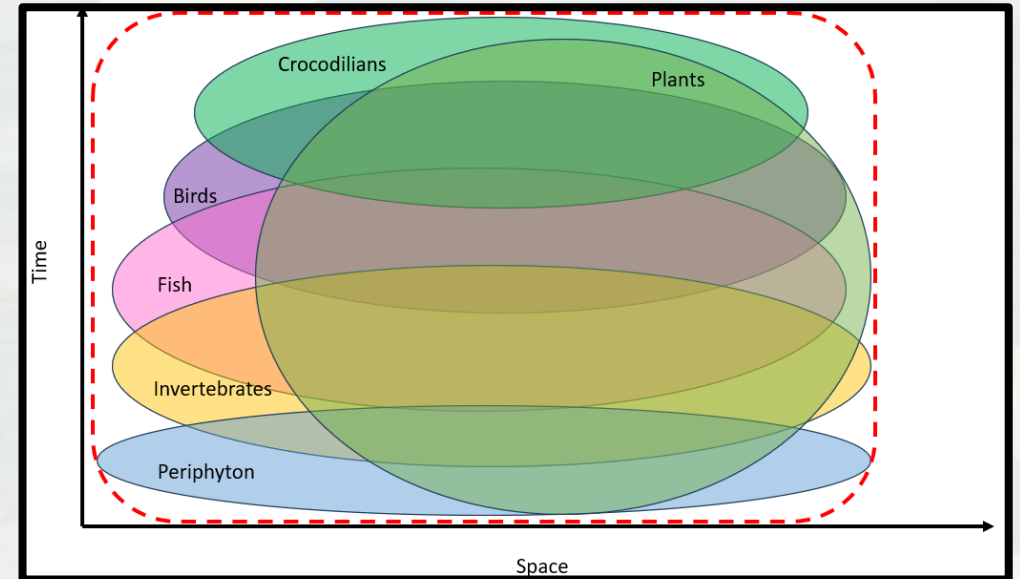 Crocodilians
Plants
Birds
Time
Fish
Invertebrates
Periphyton
Space